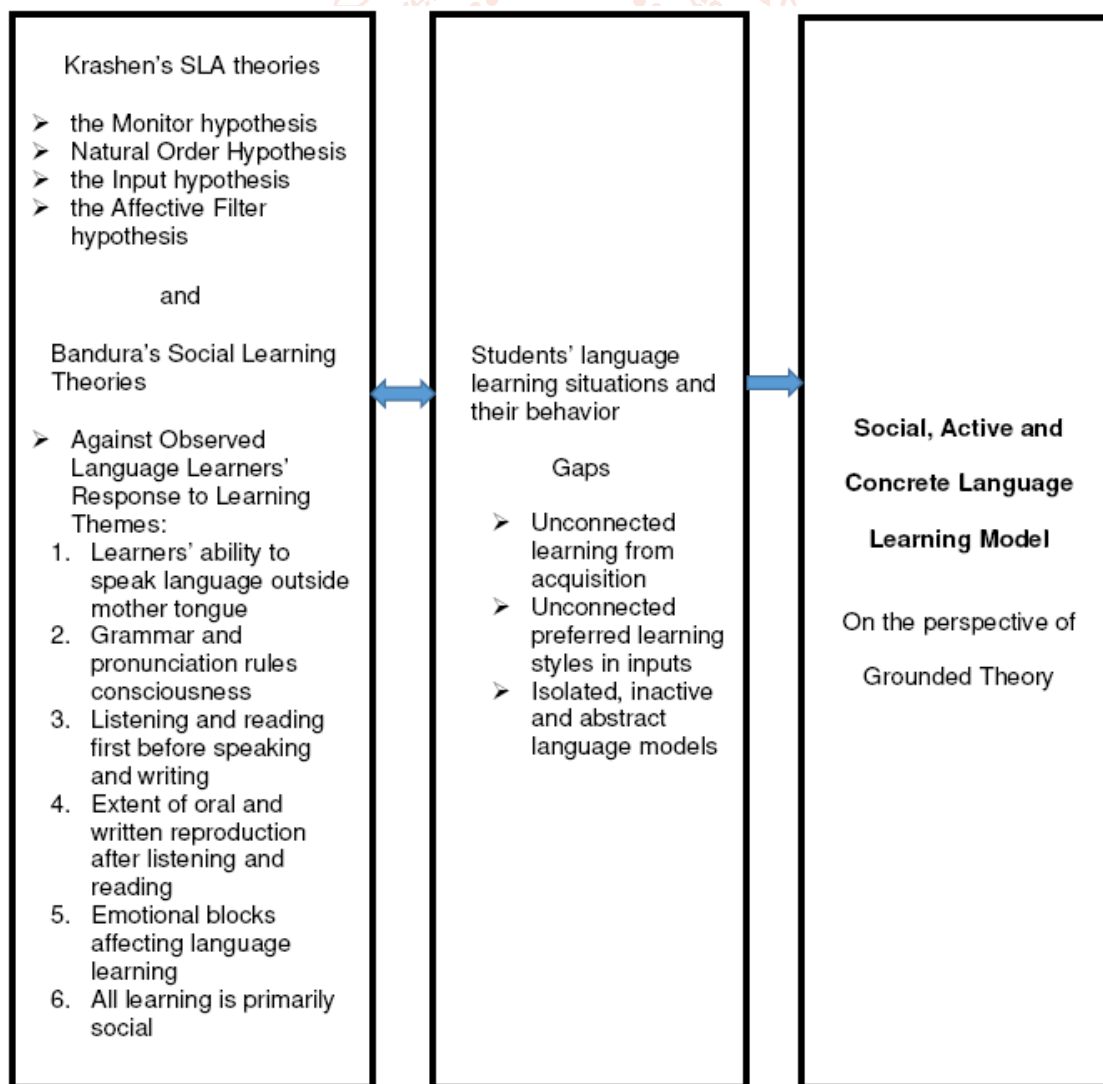 Krashen's SLA theories
➢ the Monitor hypothesis
➢ Natural Order Hypothesis
➢ the Input hypothesis
➢ the Affective Filter
hypothesis
and
Bandura's Social Learning
Theories
➢ Against Observed
Language Learners'
Response to Learning
Themes:
1. Learners' ability to
speak language outside
mother tongue
2. Grammar and
pronunciation rules
consciousness
3. Listening and reading
first before speaking
and writing
4. Extent of oral and
written reproduction
after listening and
reading
5. Emotional blocks
affecting language
learning
6. All learning is primarily
social
Students' language
learning situations and
their behavior
Gaps
➢ Unconnected
learning from
acquisition
➢ Unconnected
preferred learning
styles in inputs
➢ Isolated, inactive
and abstract
language models
Social, Active and
Concrete Language
Learning Model
On the perspective of
Grounded Theory